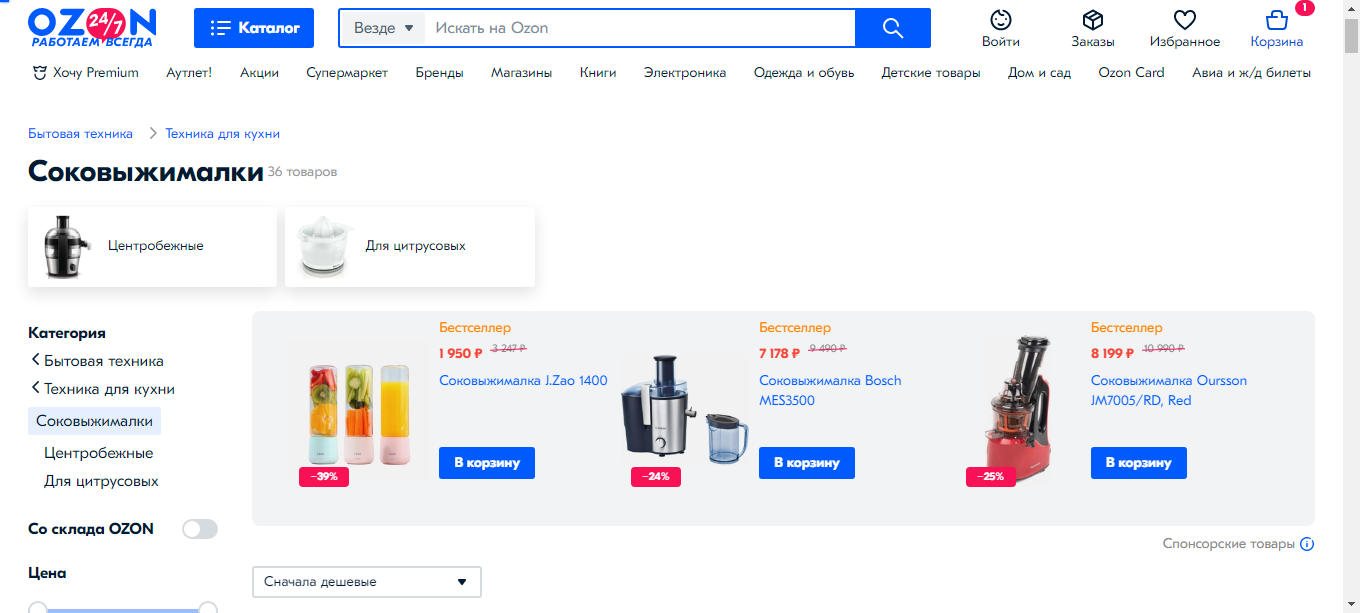 OZON 24/7
РАБОТАЕМ ВСЕГДА
Каталог
Везде
Искать на Ozon
Войти
Заказы
Избранное
1
Корзина
Хочу Premium
Аутлет!
Акции
Супермаркет
Бренды
Магазины
Книги
Электроника
Одежда и обувь
Детские товары
Дом и сад
Ozon Card
Авиа и ж/д билеты
Бытовая техника
Техника для кухни
Соковыжималки 36 товаров
Центробежные
Для цитрусовых
Категория
Бытовая техника
Техника для кухни
Соковыжималки
Центробежные
Для цитрусовых
Со склада OZON
Цена
Бестселлер
1 950 ₽ 3 247 ₽
Соковыжималка J.Zao 1400
В корзину
−39%
Бестселлер
7 178 ₽ 9 490 ₽
Соковыжималка Bosch
MES3500
В корзину
−24%
Бестселлер
8 199 ₽ 10 990 ₽
Соковыжималка Oursson
JM7005/RD, Red
В корзину
−25%
Спонсорские товары
Сначала дешевые